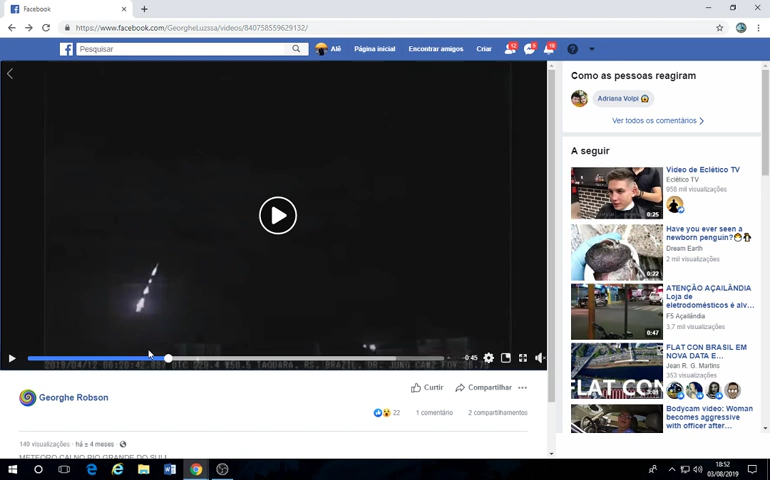 Facebook
https://www.facebook.com/GeorgheLuzssa/videos/840758559629132/
Pesquisar
Alê
Página inicial
Encontrar amigos
Criar
-0:45
Georghe Robson
Curtir
Compartilhar
22
1 comentário
2 compartilhamentos
149 visualizações · há ± 4 meses ·
Como as pessoas reagiram
Adriana Volpi
Ver todos os comentários
A seguir
0:25
Vídeo de Eclético TV
Eclético TV
958 mil visualizações
0:22
Have you ever seen a
newborn penguin?
Dream Earth
2 mil visualizações
0:47
ATENÇÃO AÇAILÂNDIA
Loja de
eletrodomésticos é alv...
F5 Açailândia
3,7 mil visualizações
FLAT CON
FLAT CON BRASIL EM
NOVA DATA E...
Jean R. G. Martins
353 visualizações
Bodycam video: Woman
becomes aggressive
with officer after
18:52
03/08/2019